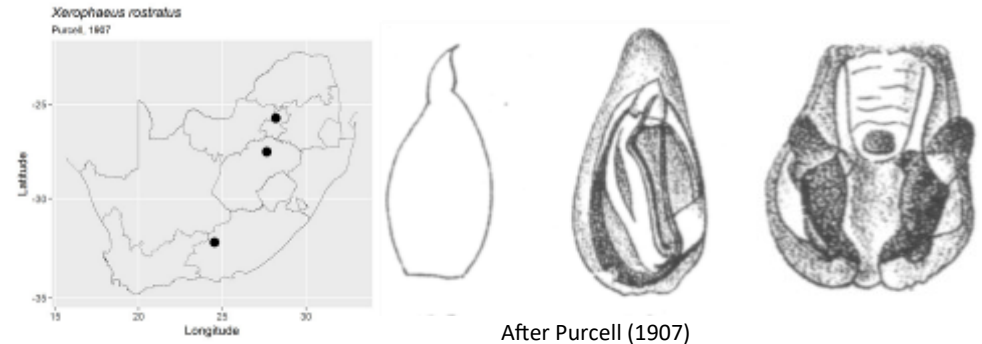 Xerophaeus rostratus
Purcell, 1907
Latitude
-25
-30
-35
15
20
25
30
Longitude
After Purcell (1907)